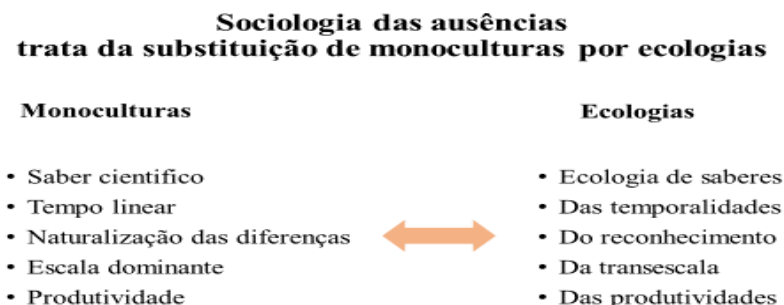 Sociologia das ausências
trata da substituição de monoculturas por ecologias
Monoculturas
• Saber cientifico
• Tempo linear
• Naturalização das diferenças
• Escala dominante
• Produtividade
Ecologias
• Ecologia de saberes
• Das temporalidades
• Do reconhecimento
• Da transescala
• Das produtividades